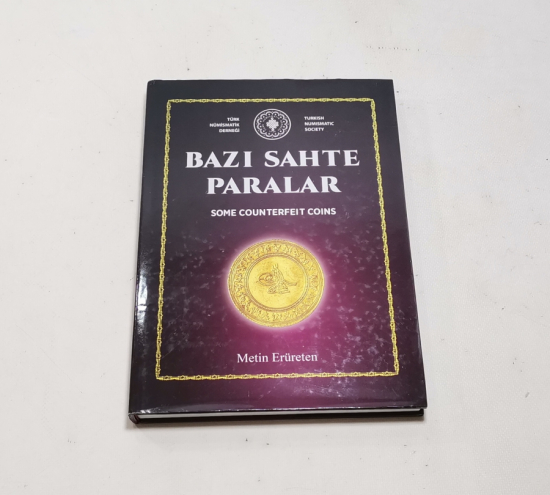 TÜRK
NÜMİSMATİK
DERNEĞİ
TURKISH
NUMISMATIC
SOCIETY
BAZI SAHTE
PARALAR
SOME COUNTERFEIT COINS
Metin Erüreten